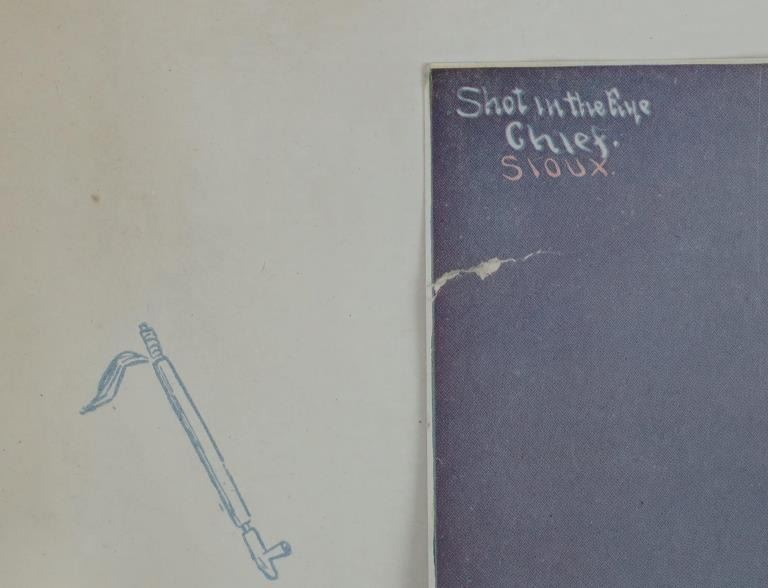 Shot in the Eye
Chief.
SIOUX.